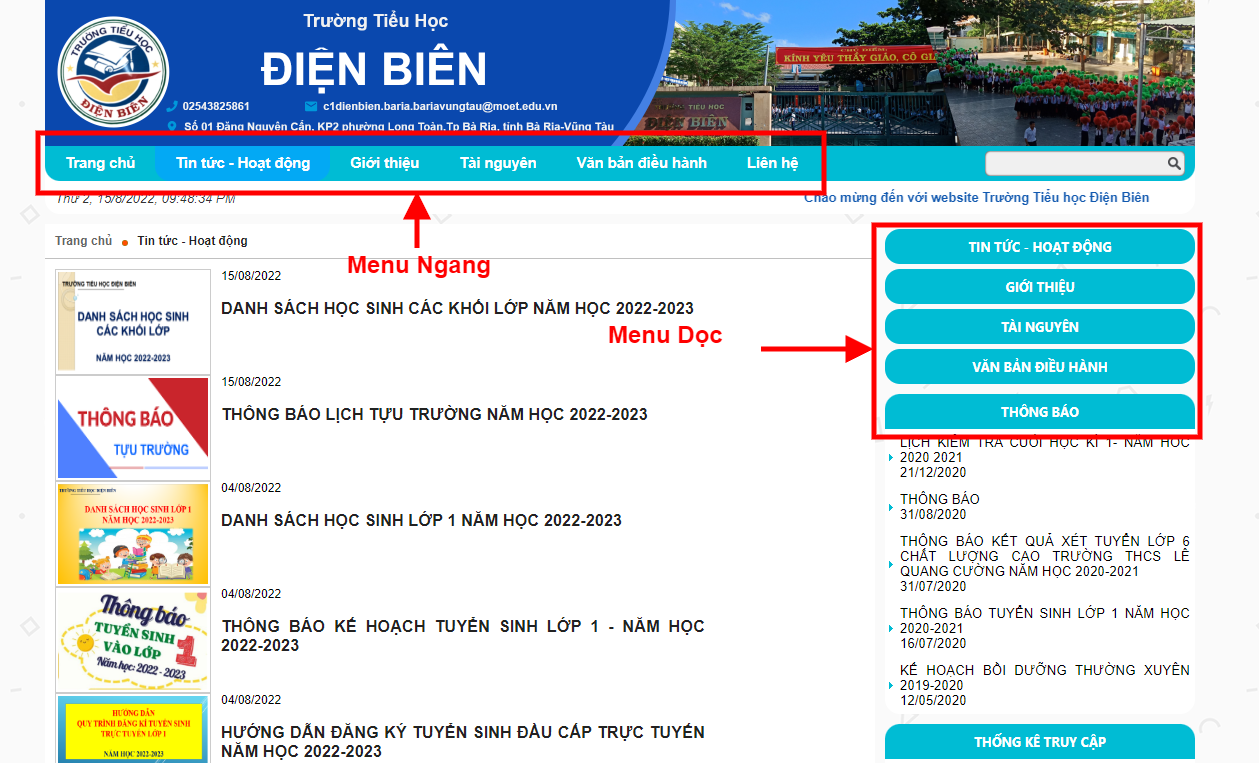 TRƯỜNG TIỂU HỌC
ĐIỆN BIÊN
Trường Tiểu Học
ĐIỆN BIÊN
02543825861
c1dienbien.baria.bariavungtau@moet.edu.vn
Số 01 Đặng Nguyên Cẩn, KP2 phường Long Toàn,Tp Bà Rịa, tỉnh Bà Rịa-Vũng Tàu
KÍNH YÊU THẦY GIÁO, CÔ
TIỂU HỌC
ĐIỆN BIÊN
Trang chủ Tin tức - Hoạt động Giới thiệu Tài nguyên Văn bản điều hành Liên hệ
Thứ 2, 15/8/2022, 09:48:34 PM
Chào mừng đến với website Trường Tiểu học Điện Biên
Trang chủ Tin tức - Hoạt động
Menu Ngang
Menu Dọc
TRƯỜNG TIỂU HỌC ĐIỆN BIÊN
DANH SÁCH HỌC SINH
CÁC KHỐI LỚP
NĂM HỌC 2022-2023
15/08/2022
DANH SÁCH HỌC SINH CÁC KHỐI LỚP NĂM HỌC 2022-2023
THÔNG BÁO
TỰU TRƯỜNG
15/08/2022
THÔNG BÁO LỊCH TỰU TRƯỜNG NĂM HỌC 2022-2023
TRƯỜNG TIỂU HỌC ĐIỆN BIÊN
DANH SÁCH HỌC SINH LỚP 1
NĂM HỌC 2022-2023
04/08/2022
DANH SÁCH HỌC SINH LỚP 1 NĂM HỌC 2022-2023
Thông báo
TUYỂN SINH
VÀO LỚP 1
Năm học: 2022 - 2023
04/08/2022
THÔNG BÁO KẾ HOẠCH TUYỂN SINH LỚP 1 - NĂM HỌC
2022-2023
HƯỚNG DẪN
QUY TRÌNH ĐĂNG KÍ TUYỂN SINH
TRỰC TUYẾN LỚP 1
NĂM HỌC 2022-2023
04/08/2022
HƯỚNG DẪN ĐĂNG KÝ TUYỂN SINH ĐẦU CẤP TRỰC TUYẾN
NĂM HỌC 2022-2023
TIN TỨC - HOẠT ĐỘNG
GIỚI THIỆU
TÀI NGUYÊN
VĂN BẢN ĐIỀU HÀNH
THÔNG BÁO
LỊCH KIỂM TRA CUỐI HỌC KÌ 1- NĂM HỌC
2020 2021
21/12/2020
THÔNG BÁO
31/08/2020
THÔNG BÁO KẾT QUẢ XÉT TUYỂN LỚP 6
CHẤT LƯỢNG CAO TRƯỜNG THCS LÊ
QUANG CƯỜNG NĂM HỌC 2020-2021
31/07/2020
THÔNG BÁO TUYỂN SINH LỚP 1 NĂM HỌC
2020-2021
16/07/2020
KẾ HOẠCH BỒI DƯỠNG THƯỜNG XUYÊN
2019-2020
12/05/2020
THỐNG KÊ TRUY CẬP